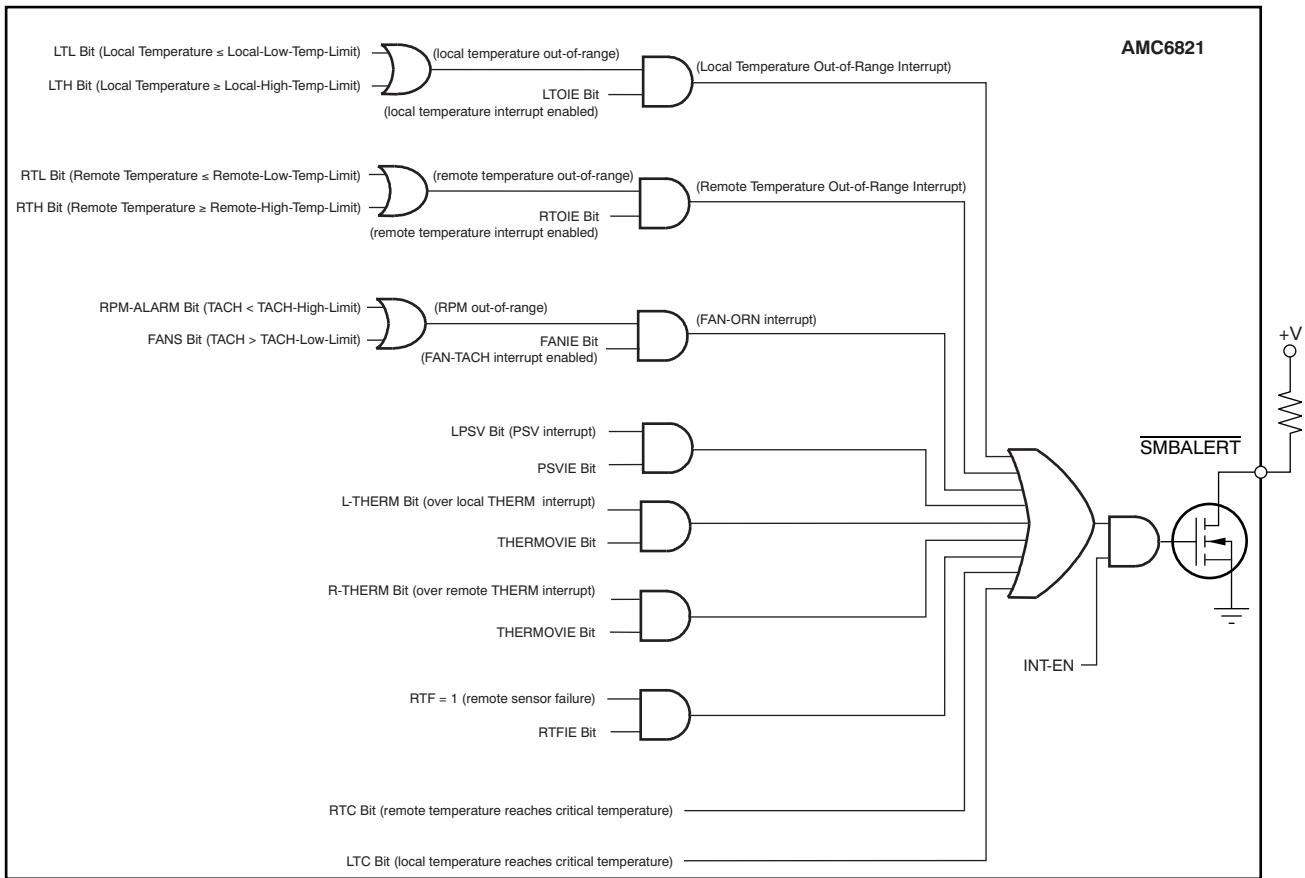 AMC6821
LTL Bit (Local Temperature ≤ Local-Low-Temp-Limit)
(local temperature out-of-range)
(Local Temperature Out-of-Range Interrupt)
LTH Bit (Local Temperature ≥ Local-High-Temp-Limit)
LTOIE Bit
(local temperature interrupt enabled)
RTL Bit (Remote Temperature ≤ Remote-Low-Temp-Limit)
(remote temperature out-of-range)
(Remote Temperature Out-of-Range Interrupt)
RTH Bit (Remote Temperature ≥ Remote-High-Temp-Limit)
RTOIE Bit
(remote temperature interrupt enabled)
RPM-ALARM Bit (TACH < TACH-High-Limit)
(RPM out-of-range)
(FAN-ORN interrupt)
FANS Bit (TACH > TACH-Low-Limit)
FANIE Bit
(FAN-TACH interrupt enabled)
+V
LPSV Bit (PSV interrupt)
PSVIE Bit
SMBALERT
L-THERM Bit (over local THERM interrupt)
THERMOVIE Bit
R-THERM Bit (over remote THERM interrupt)
THERMOVIE Bit
INT-EN
RTF = 1 (remote sensor failure)
RTFIE Bit
RTC Bit (remote temperature reaches critical temperature)
LTC Bit (local temperature reaches critical temperature)